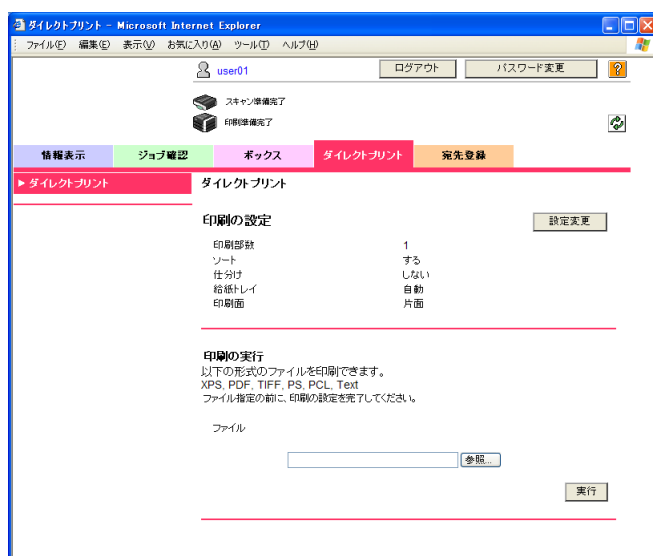 ダイレクトプリント - Microsoft Internet Explorer
ファイル(F) 編集(E) 表示(V) お気に入り(A) ツール(T) ヘルプ(H)
user01 ログアウト パスワード変更 ?
スキャン準備完了
印刷準備完了
情報表示 ジョブ確認 ボックス ダイレクトプリント 宛先登録
ダイレクトプリント
ダイレクトプリント
印刷の設定 設定変更
印刷部数 1
ソート する
仕分け しない
給紙トレイ 自動
印刷面 片面
印刷の実行
以下の形式のファイルを印刷できます。
XPS, PDF, TIFF, PS, PCL, Text
ファイル指定の前に、印刷の設定を完了してください。
ファイル
参照...
実行